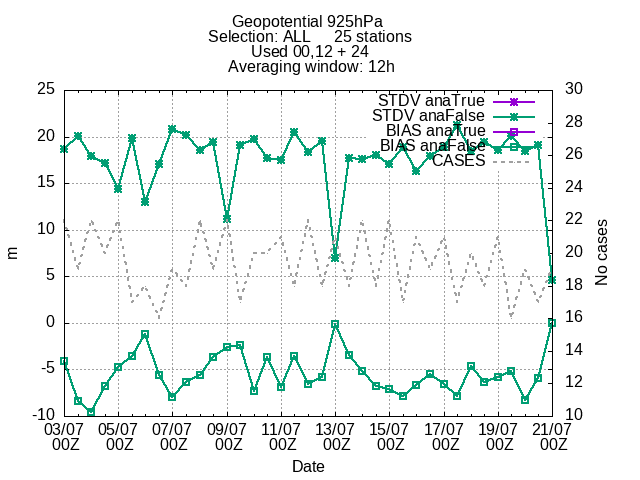 Geopotential 925hPa
Selection: ALL 25 stations
Used 00,12 + 24
Averaging window: 12h
25
20
15
10
5
0
-5
-10
m
30
28
26
24
22
20
18
16
14
12
10
No cases
STDV anaTrue
STDV anaFalse
BIAS anaTrue
BIAS anaFalse
CASES
03/07 05/07 07/07 09/07 11/07 13/07 15/07 17/07 19/07 21/07
00Z 00Z 00Z 00Z 00Z 00Z 00Z 00Z 00Z 00Z
Date